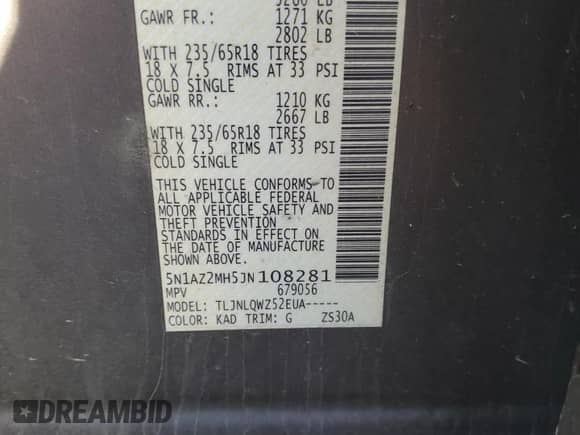 5280 LB
GAWR FR.: 1271 KG
2802 LB
WITH 235/65R18 TIRES
18 X 7.5 RIMS AT 33 PSI
COLD SINGLE
GAWR RR.: 1210 KG
2667 LB
WITH 235/65R18 TIRES
18 X 7.5 RIMS AT 33 PSI
COLD SINGLE
THIS VEHICLE CONFORMS TO
ALL APPLICABLE FEDERAL
MOTOR VEHICLE SAFETY AND
THEFT PREVENTION
STANDARDS IN EFFECT ON
THE DATE OF MANUFACTURE
5N1AZ2MH5JN108281
MPV 679056
MODEL: TLJNLQWZ52EUA-----
COLOR: KAD TRIM: G ZS30A
DREAMBID